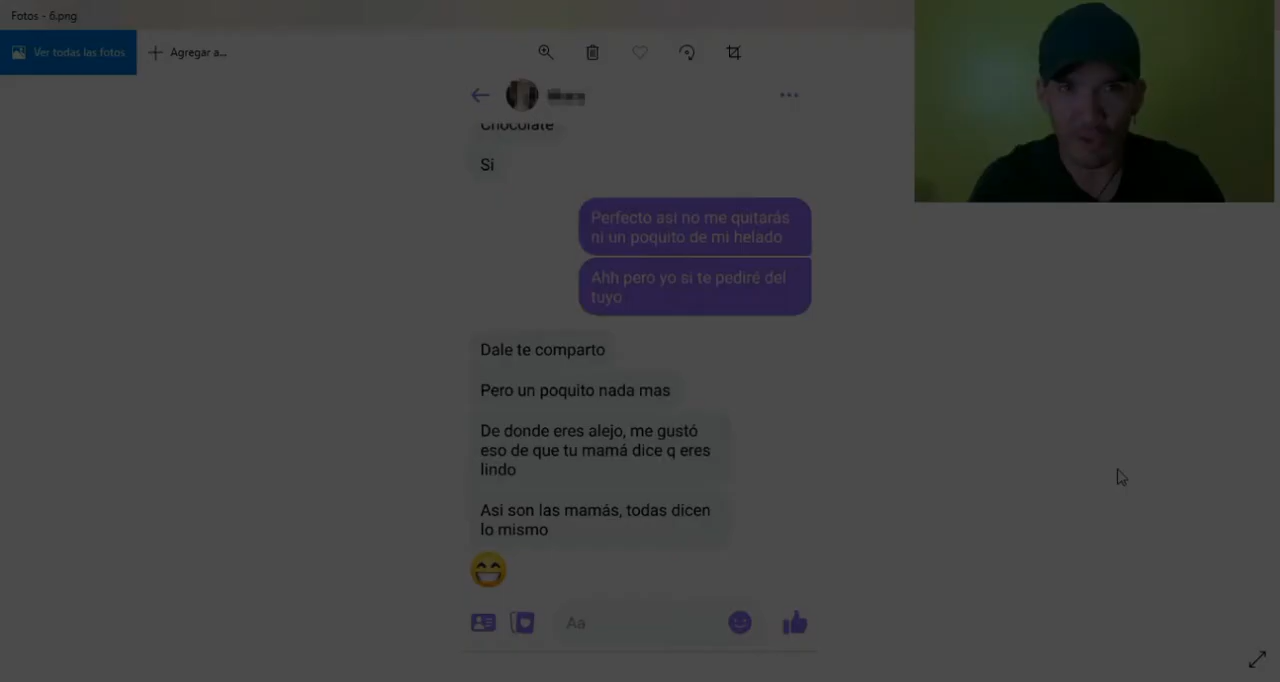 Fotos - 6.png
Ver todas las fotos
Agregar a...
Chocolate
Si
Perfecto asi no me quitarás
ni un poquito de mi helado
Ahh pero yo si te pediré del
tuyo
Dale te comparto
Pero un poquito nada mas
De donde eres alejo, me gustó
eso de que tu mamá dice q eres
lindo
Asi son las mamás, todas dicen
lo mismo
Aa